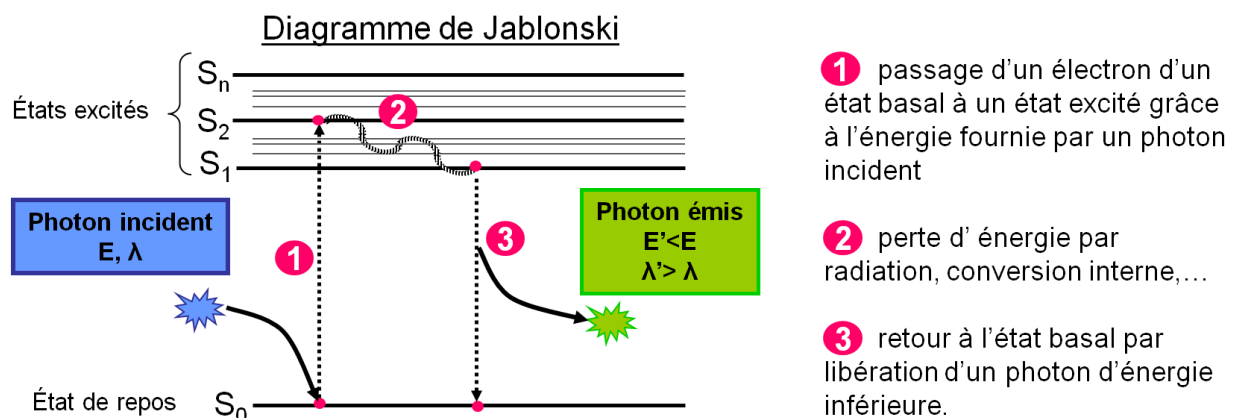 Diagramme de Jablonski
Sn
États excités
S2
2
S1
Photon incident
E, λ
1
Photon émis
E'<E
λ'> λ
3
État de repos
S0
1 passage d'un électron d'un
état basal à un état excité grâce
à l'énergie fournie par un photon
incident
2 perte d' énergie par
radiation, conversion interne,…
3 retour à l'état basal par
libération d'un photon d'énergie
inférieure.